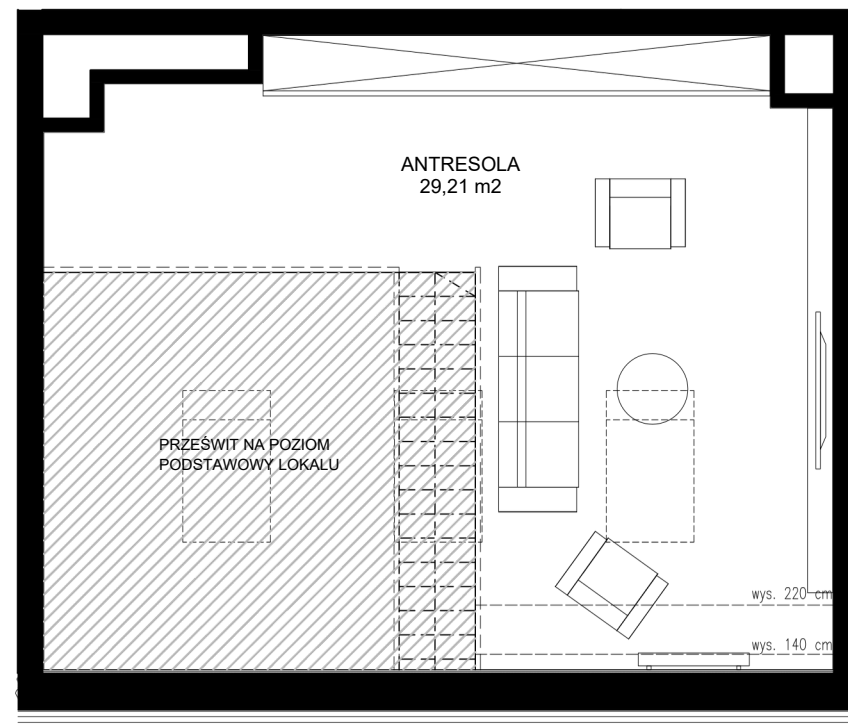 ANTRESOLA
29,21 m2
PRZEŚWIT NA POZIOM
PODSTAWOWY LOKALU
wys. 220 cm
wys. 140 cm